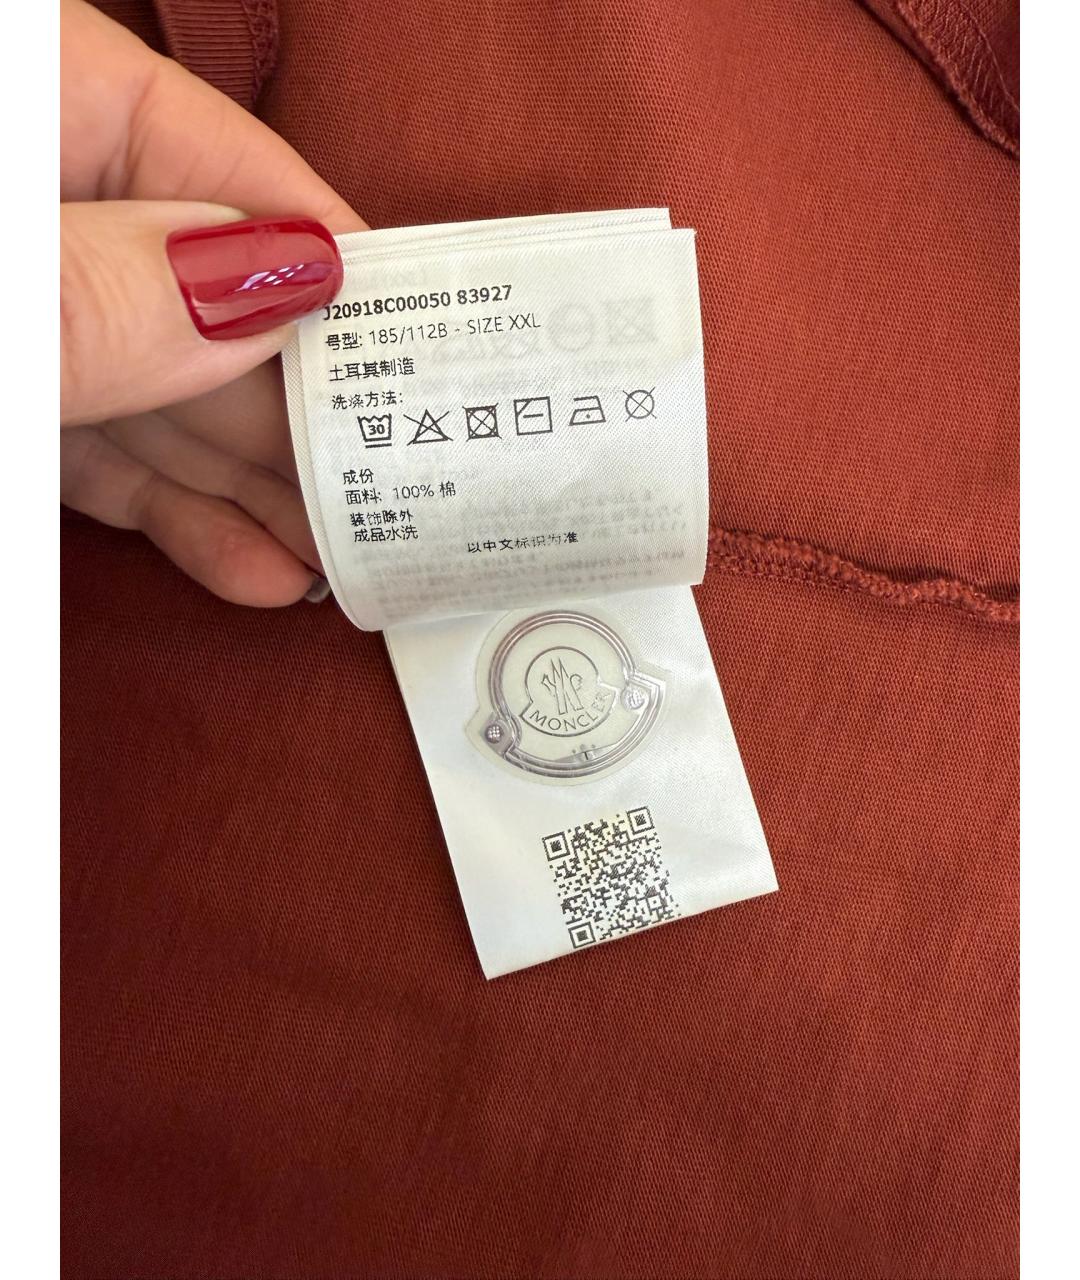 J20918C00050 83927
号型: 185/112B - SIZE XXL
土耳其制造
洗涤方法:
30
成份
面料: 100% 棉
装饰除外
成品水洗
以中文标识为准
MONCLER